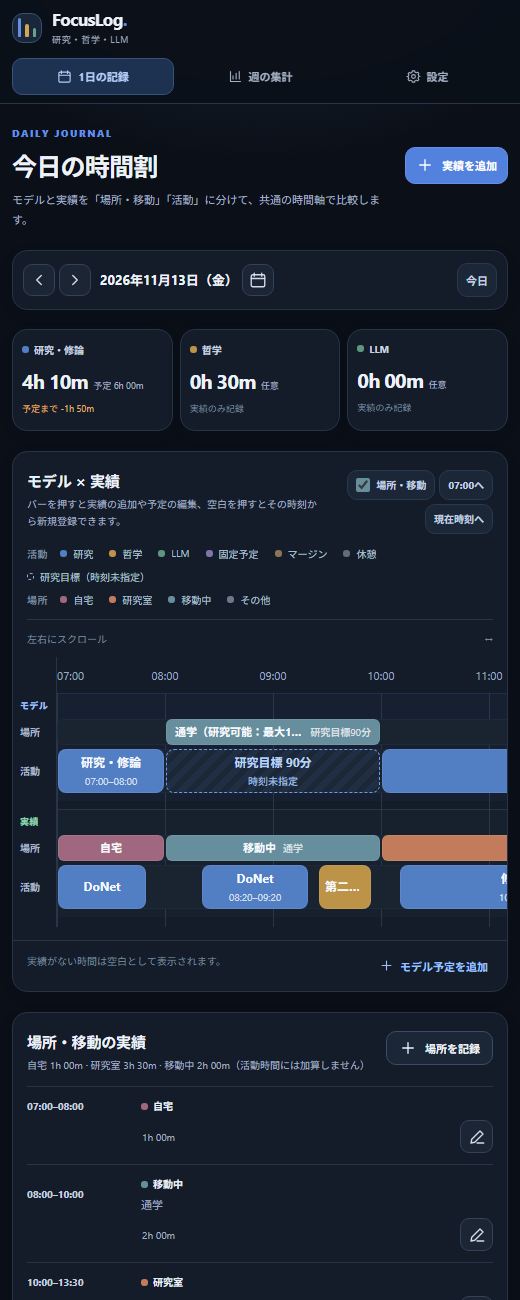 FocusLog.
研究・哲学・LLM
1日の記録
週の集計
設定
DAILY JOURNAL
今日の時間割
実績を追加
モデルと実績を「場所・移動」「活動」に分けて、共通の時間軸で比較しま
す。
2026年11月13日（金）
今日
研究・修論
4h 10m 予定 6h 00m
予定まで -1h 50m
哲学
0h 30m 任意
実績のみ記録
LLM
0h 00m 任意
実績のみ記録
モデル × 実績
バーを押すと実績の追加や予定の編集、空白を押すとその時刻か
ら新規登録できます。
場所・移動
07:00へ
現在時刻へ
活動 研究 哲学 LLM 固定予定 マージン 休憩
研究目標（時刻未指定）
場所 自宅 研究室 移動中 その他
左右にスクロール ↔
07:00 08:00 09:00 10:00 11:00
モデル
場所 通学（研究可能：最大1... 研究目標90分
活動 研究・修論 研究目標 90分
07:00–08:00 時刻未指定
実績
場所 自宅 移動中 通学
活動 DoNet DoNet 第二...
08:20–09:20
実績がない時間は空白として表示されます。
モデル予定を追加
場所・移動の実績
自宅 1h 00m · 研究室 3h 30m · 移動中 2h 00m（活動時間には加算しません）
場所を記録
07:00–08:00 自宅
1h 00m
08:00–10:00 移動中
通学
2h 00m
10:00–13:30 研究室